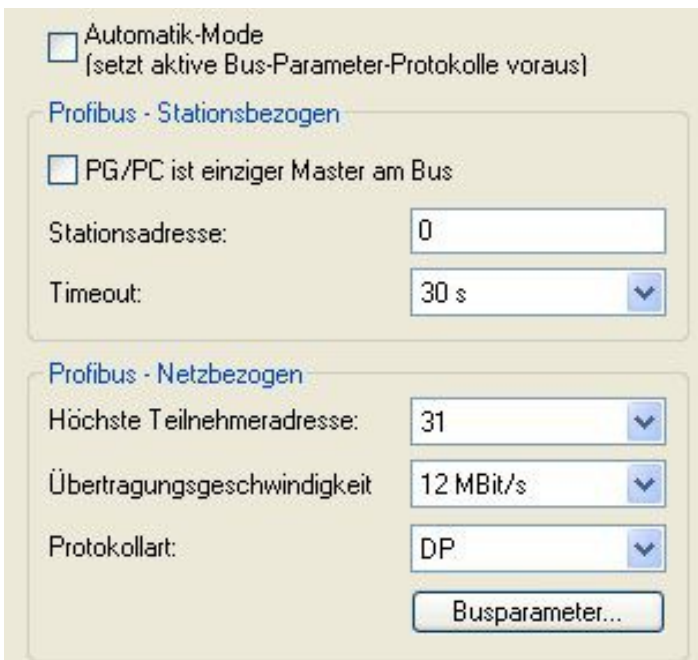 Automatik-Mode
(setzt aktive Bus-Parameter-Protokolle voraus)
Profibus - Stationsbezogen
PG/PC ist einziger Master am Bus
Stationsadresse: 0
Timeout: 30 s
Profibus - Netzbezogen
Höchste Teilnehmeradresse: 31
Übertragungsgeschwindigkeit 12 MBit/s
Protokollart: DP
Busparameter...